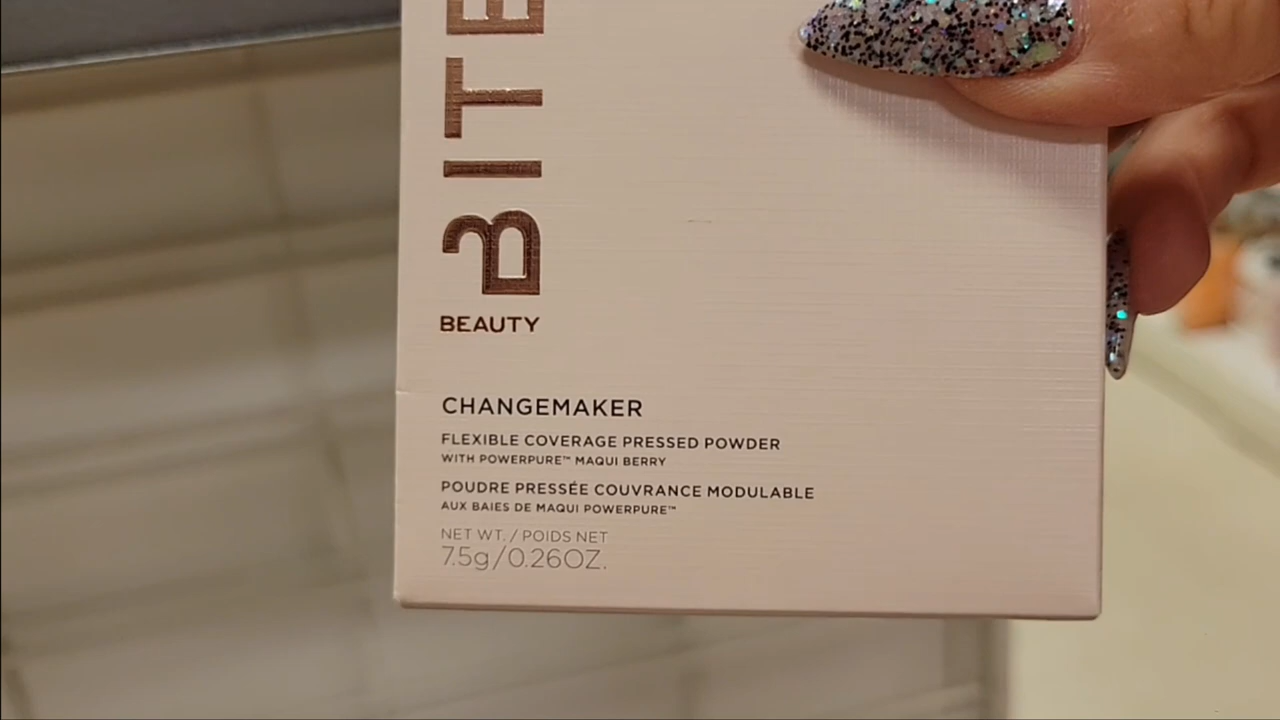 BITE
BEAUTY
CHANGEMAKER
FLEXIBLE COVERAGE PRESSED POWDER
WITH POWERPURE™ MAQUI BERRY
POUDRE PRESSÉE COUVRANCE MODULABLE
AUX BAIES DE MAQUI POWERPURE™
NET WT. / POIDS NET
7.5g/0.26OZ.